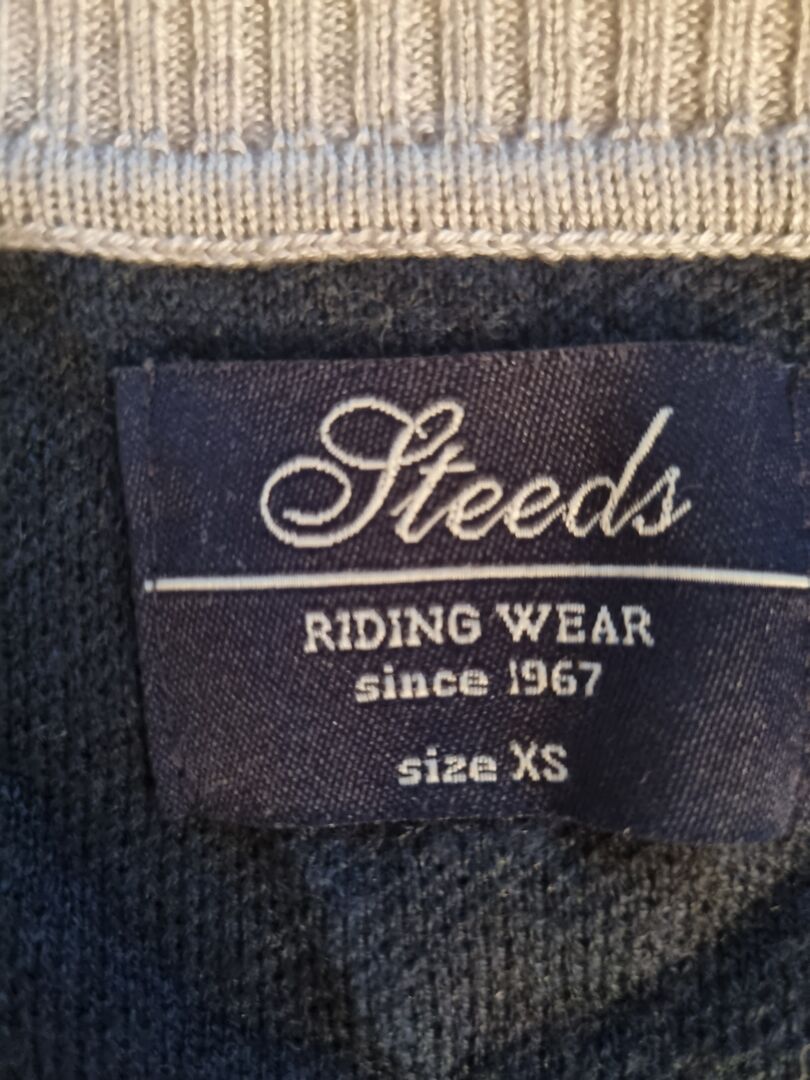 Steeds
RIDING WEAR
since 1967
size XS